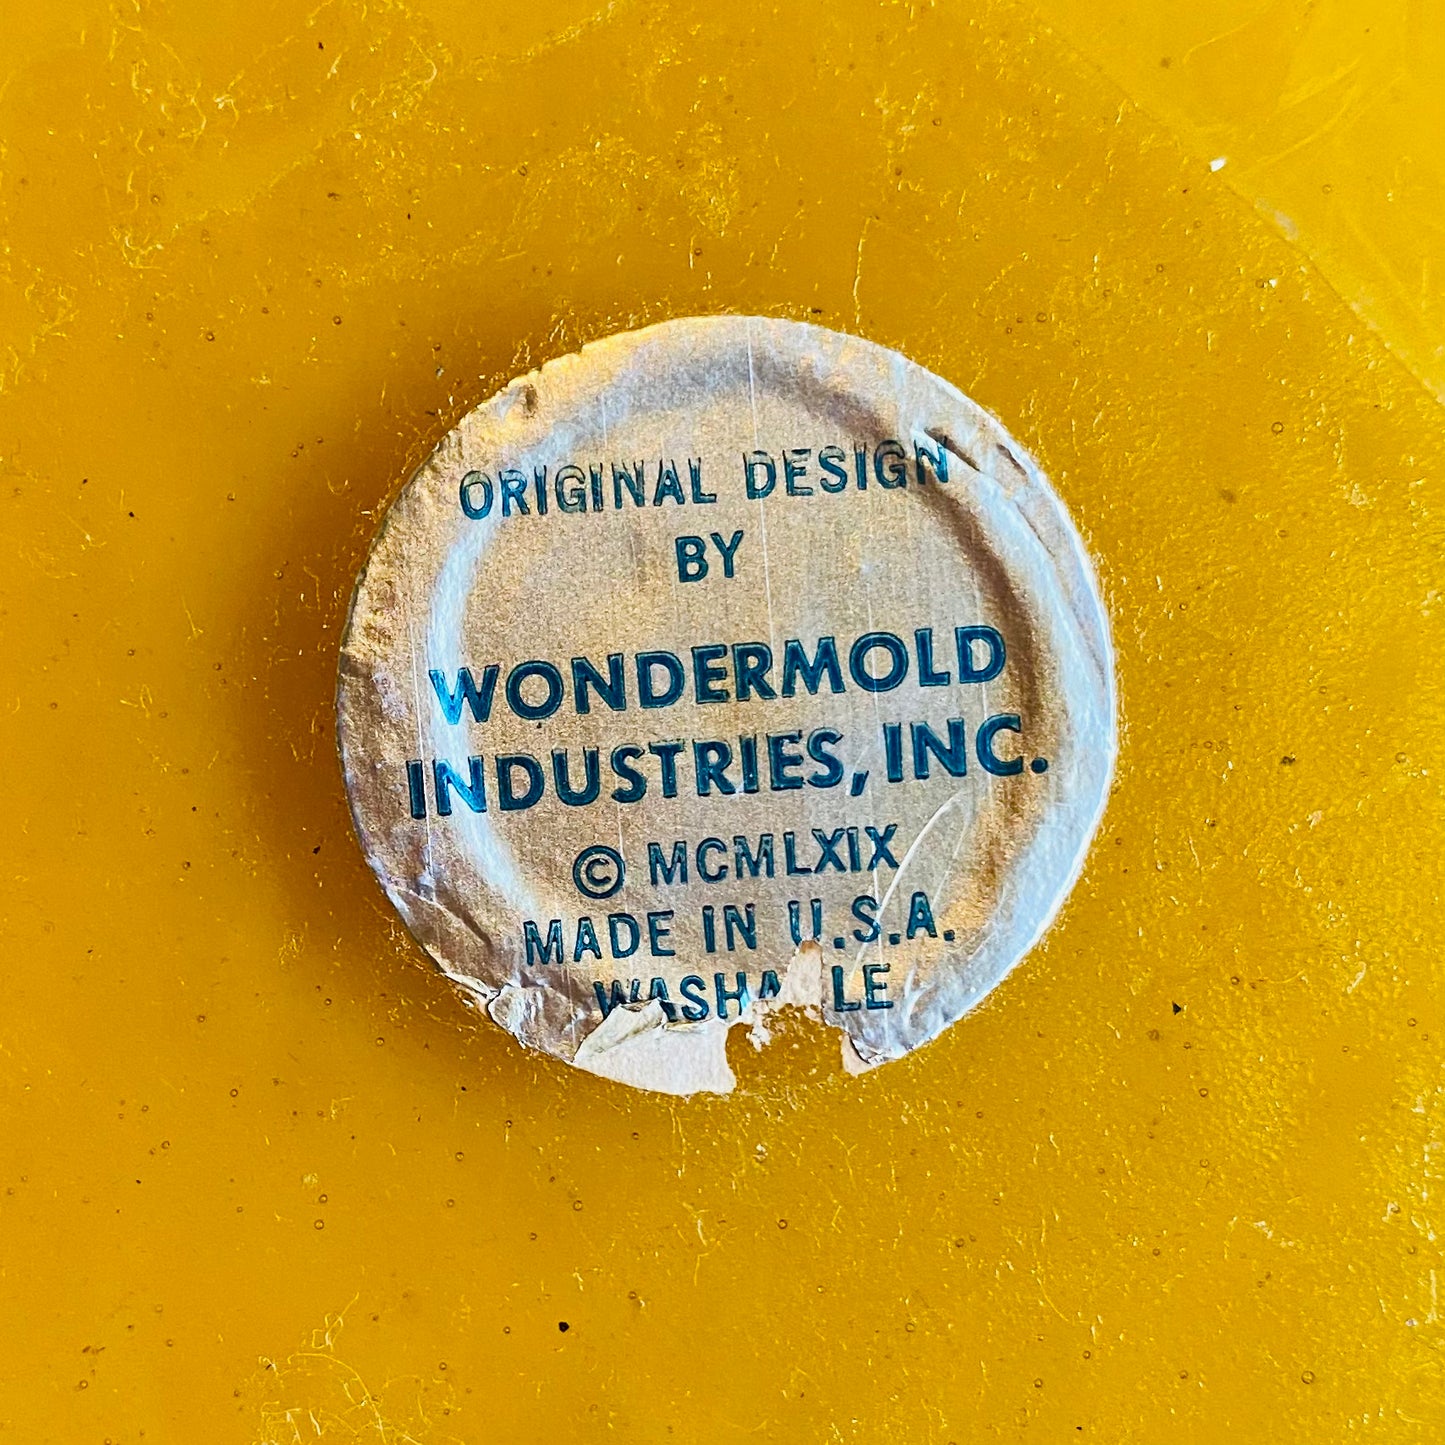 ORIGINAL DESIGN
BY
WONDERMOLD
INDUSTRIES, INC.
© MCMLXIX
MADE IN U.S.A.